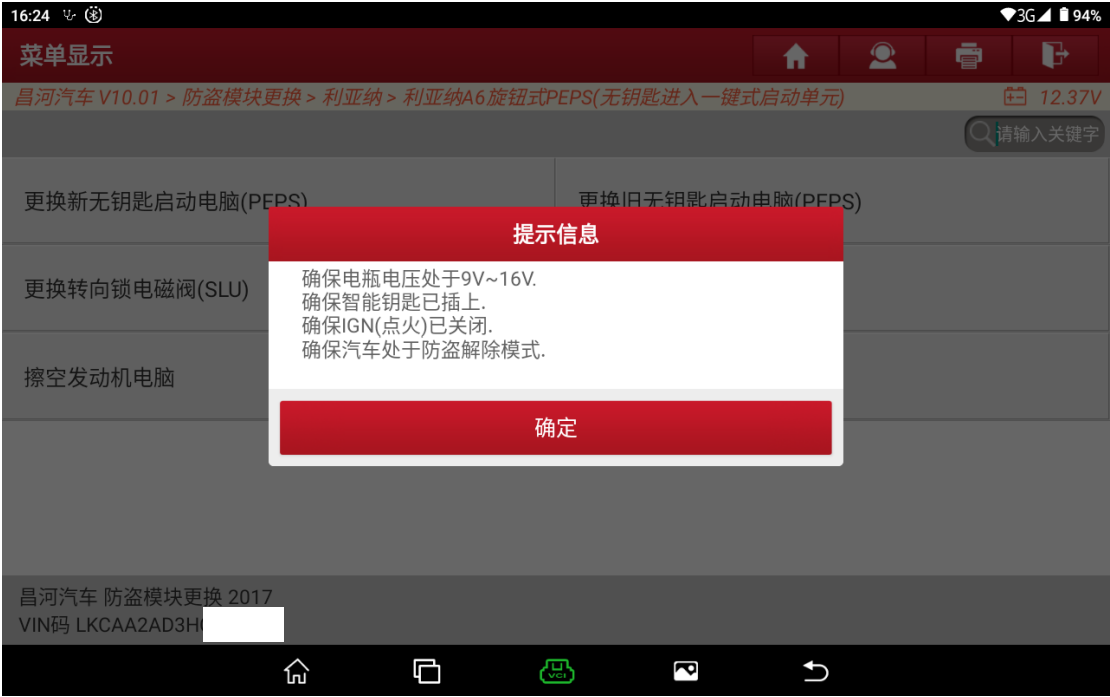 16:24
3G 94%
菜单显示
昌河汽车 V10.01 > 防盗模块更换 > 利亚纳 > 利亚纳A6旋钮式PEPS(无钥匙进入一键式启动单元)
12.37V
请输入关键字
更换新无钥匙启动电脑(PEPS)
更换旧无钥匙启动电脑(PEPS)
提示信息
确保电瓶电压处于9V~16V.
确保智能钥匙已插上.
确保IGN(点火)已关闭.
确保汽车处于防盗解除模式.
更换转向锁电磁阀(SLU)
擦空发动机电脑
确定
昌河汽车 防盗模块更换 2017
VIN码 LKCAA2AD3H
VCI